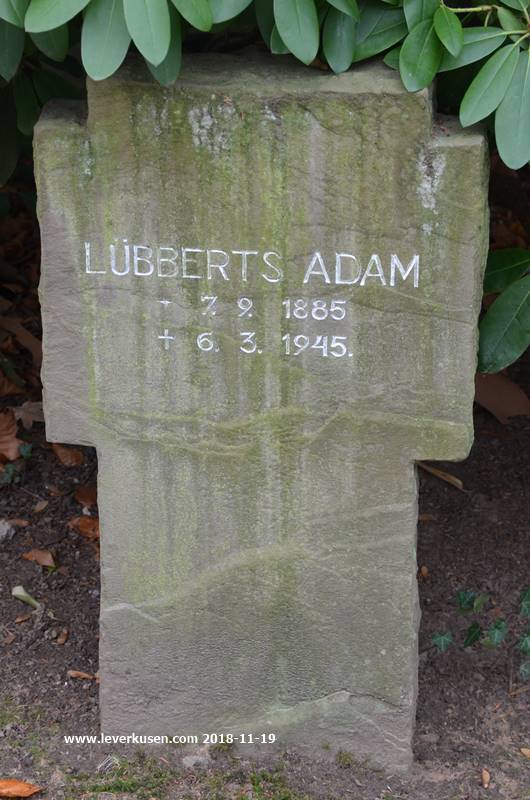 LÜBBERTS ADAM
* 7. 9. 1885
+ 6. 3. 1945.
www.leverkusen.com 2018-11-19